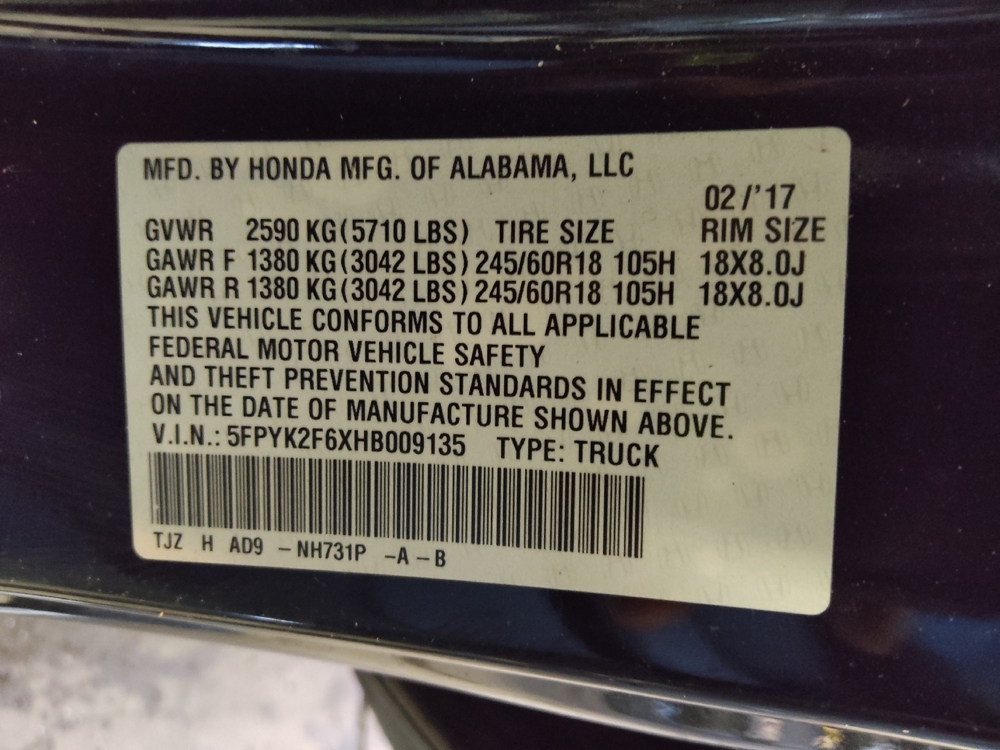 MFD. BY HONDA MFG. OF ALABAMA, LLC
02/'17
GVWR 2590 KG(5710 LBS) TIRE SIZE RIM SIZE
GAWR F 1380 KG(3042 LBS) 245/60R18 105H 18X8.0J
GAWR R 1380 KG(3042 LBS) 245/60R18 105H 18X8.0J
THIS VEHICLE CONFORMS TO ALL APPLICABLE
FEDERAL MOTOR VEHICLE SAFETY
AND THEFT PREVENTION STANDARDS IN EFFECT
ON THE DATE OF MANUFACTURE SHOWN ABOVE.
V.I.N.: 5FPYK2F6XHB009135 TYPE: TRUCK
TJZ H AD9 -NH731P -A-B